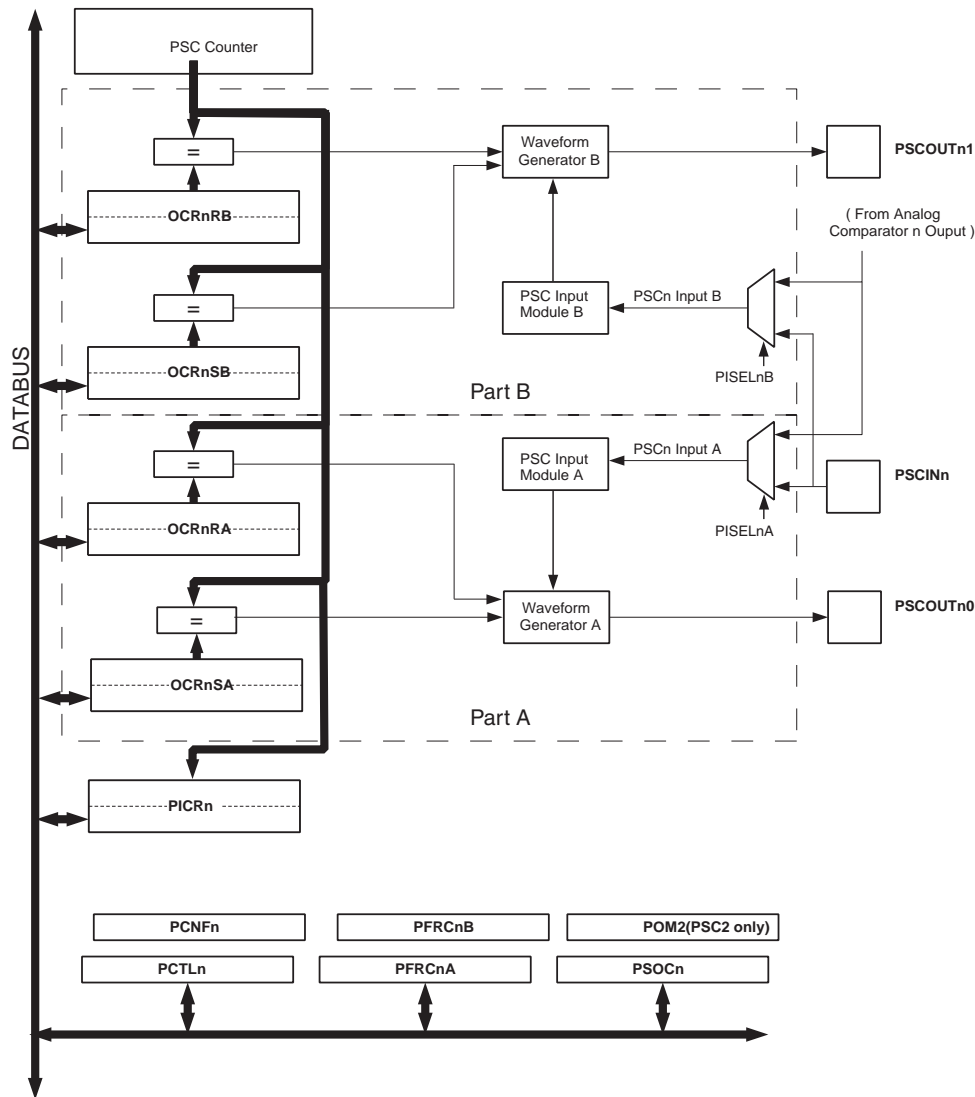 PSC Counter
=
Waveform
Generator B
PSCOUTn1
OCRnRB
( From Analog
Comparator n Ouput )
=
PSC Input
Module B
PSCn Input B
OCRnSB
PISELnB
Part B
DATABUS
=
PSC Input
Module A
PSCn Input A
PSCINn
OCRnRA
PISELnA
=
Waveform
Generator A
PSCOUTn0
OCRnSA
Part A
PICRn
PCNFn
PFRCnB
POM2(PSC2 only)
PCTLn
PFRCnA
PSOCn